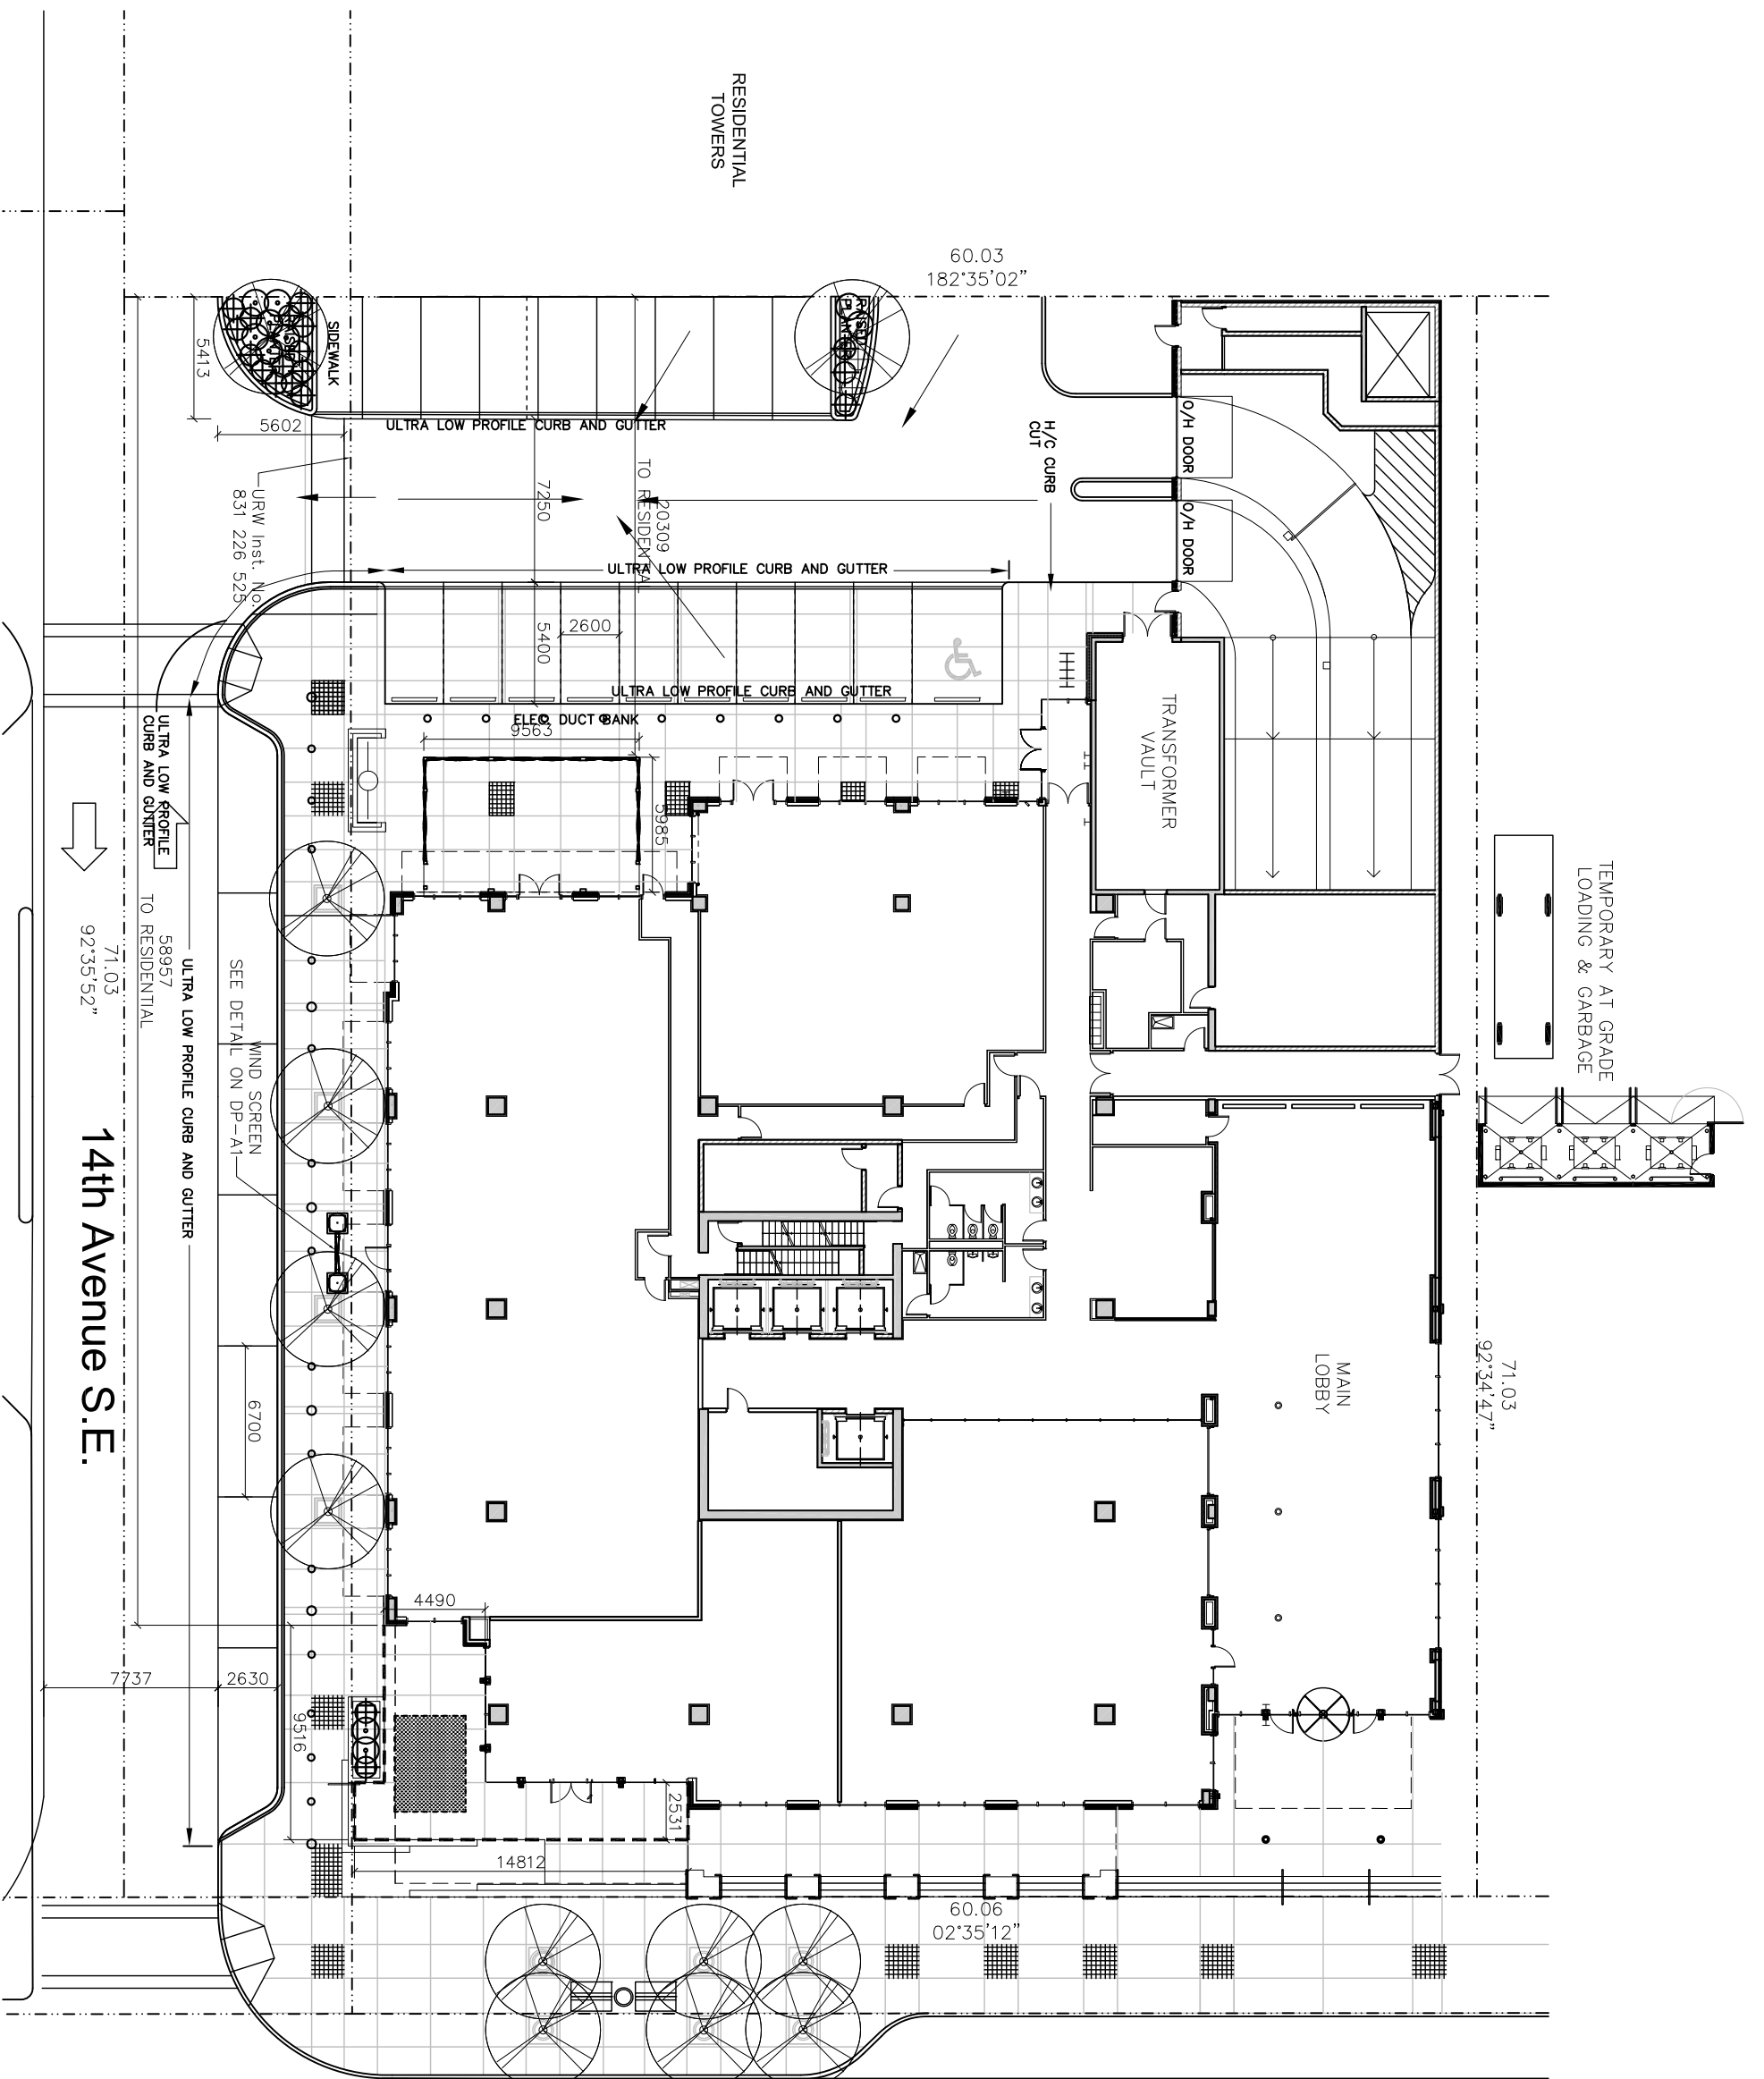 RESIDENTIAL
TOWERS
60.03
182°35'02"
SIDEWALK
5413
5602
ULTRA LOW PROFILE CURB AND GUTTER
H/C CURB
CUT
O/H DOOR
O/H DOOR
URW Inst. No.
831 226 525
7250
20309
TO RESIDENTIAL
ULTRA LOW PROFILE CURB AND GUTTER
5400
2600
ULTRA LOW PROFILE CURB AND GUTTER
ELEC DUCT BANK
9563
5985
TRANSFORMER
VAULT
ULTRA LOW PROFILE
CURB AND GUTTER
TEMPORARY AT GRADE
LOADING & GARBAGE
58957
TO RESIDENTIAL
71.03
92°35'52"
ULTRA LOW PROFILE CURB AND GUTTER
WIND SCREEN
SEE DETAIL ON DP-A1
14th Avenue S.E.
MAIN
LOBBY
71.03
92°34'47"
6700
4490
7737
2630
9516
2531
14812
60.06
02°35'12"